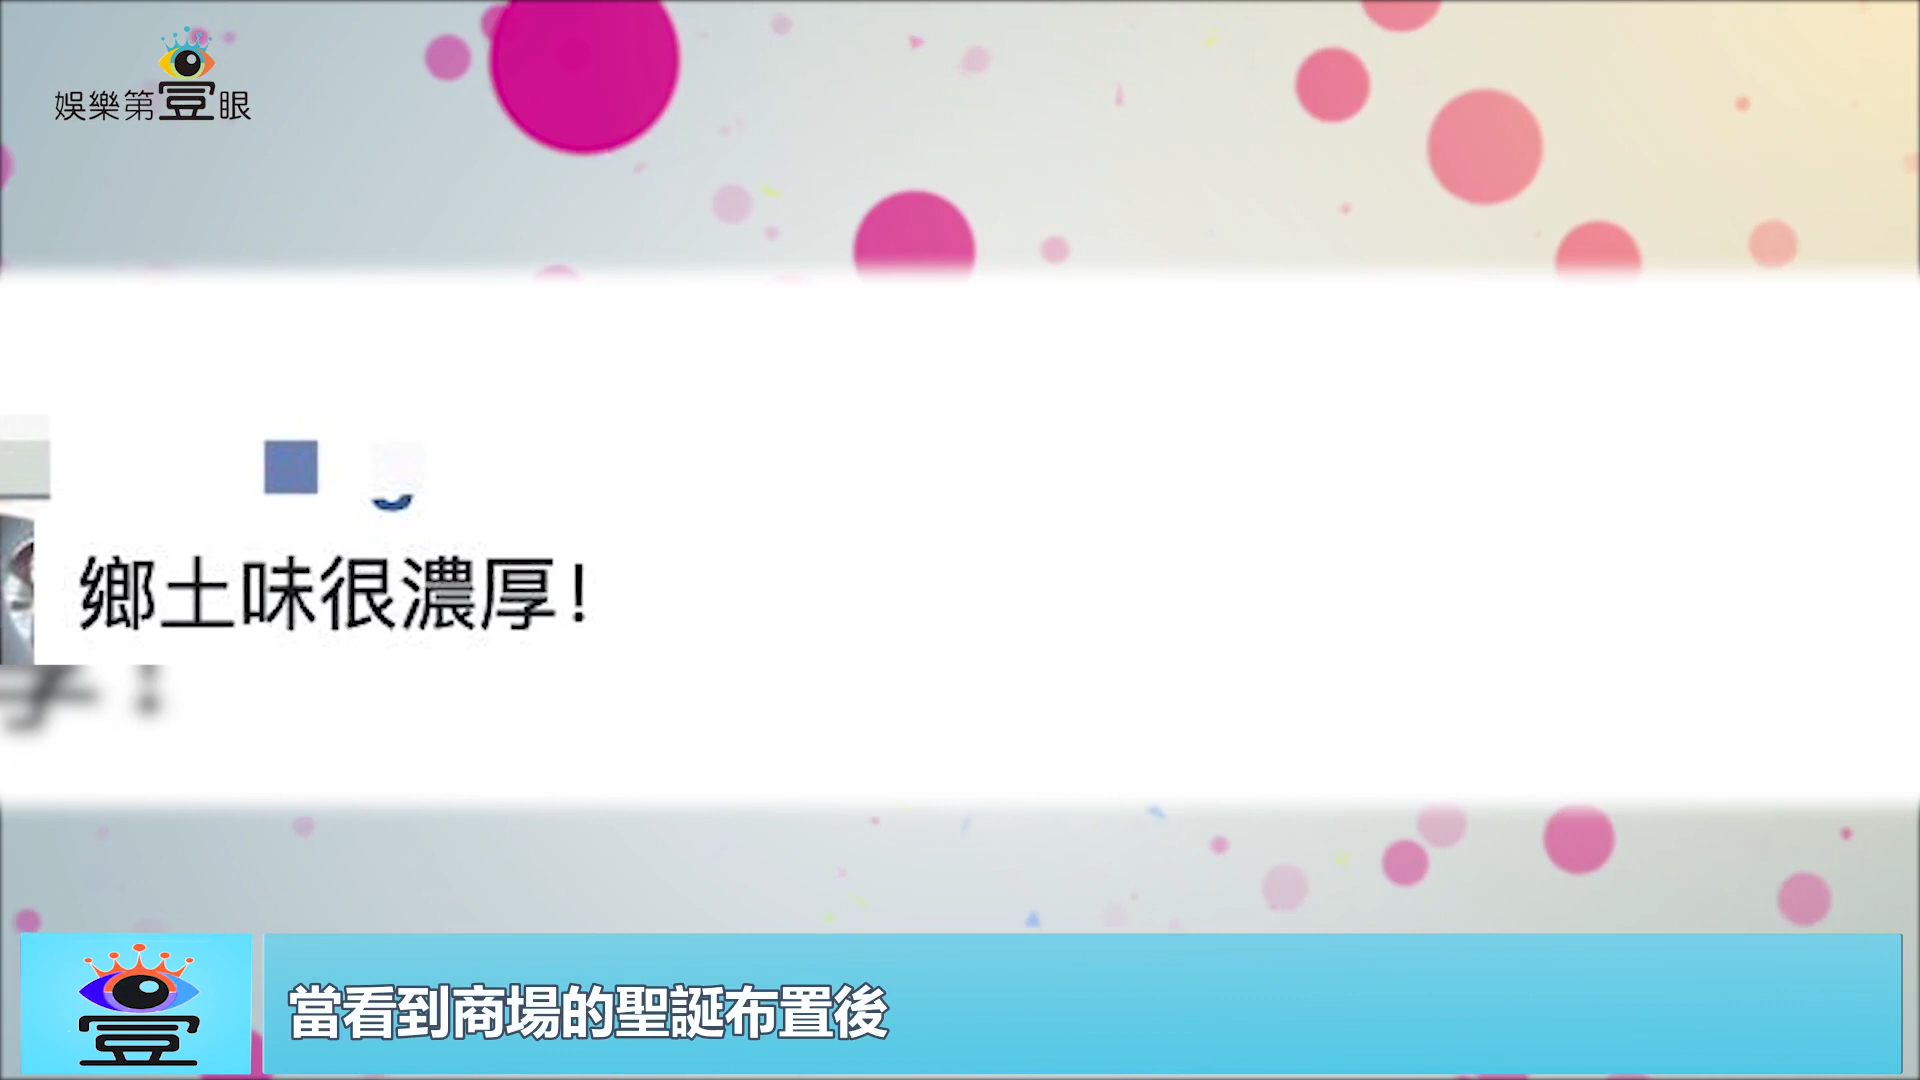 娛樂第壹眼
鄉土味很濃厚!
壹
當看到商場的聖誕布置後